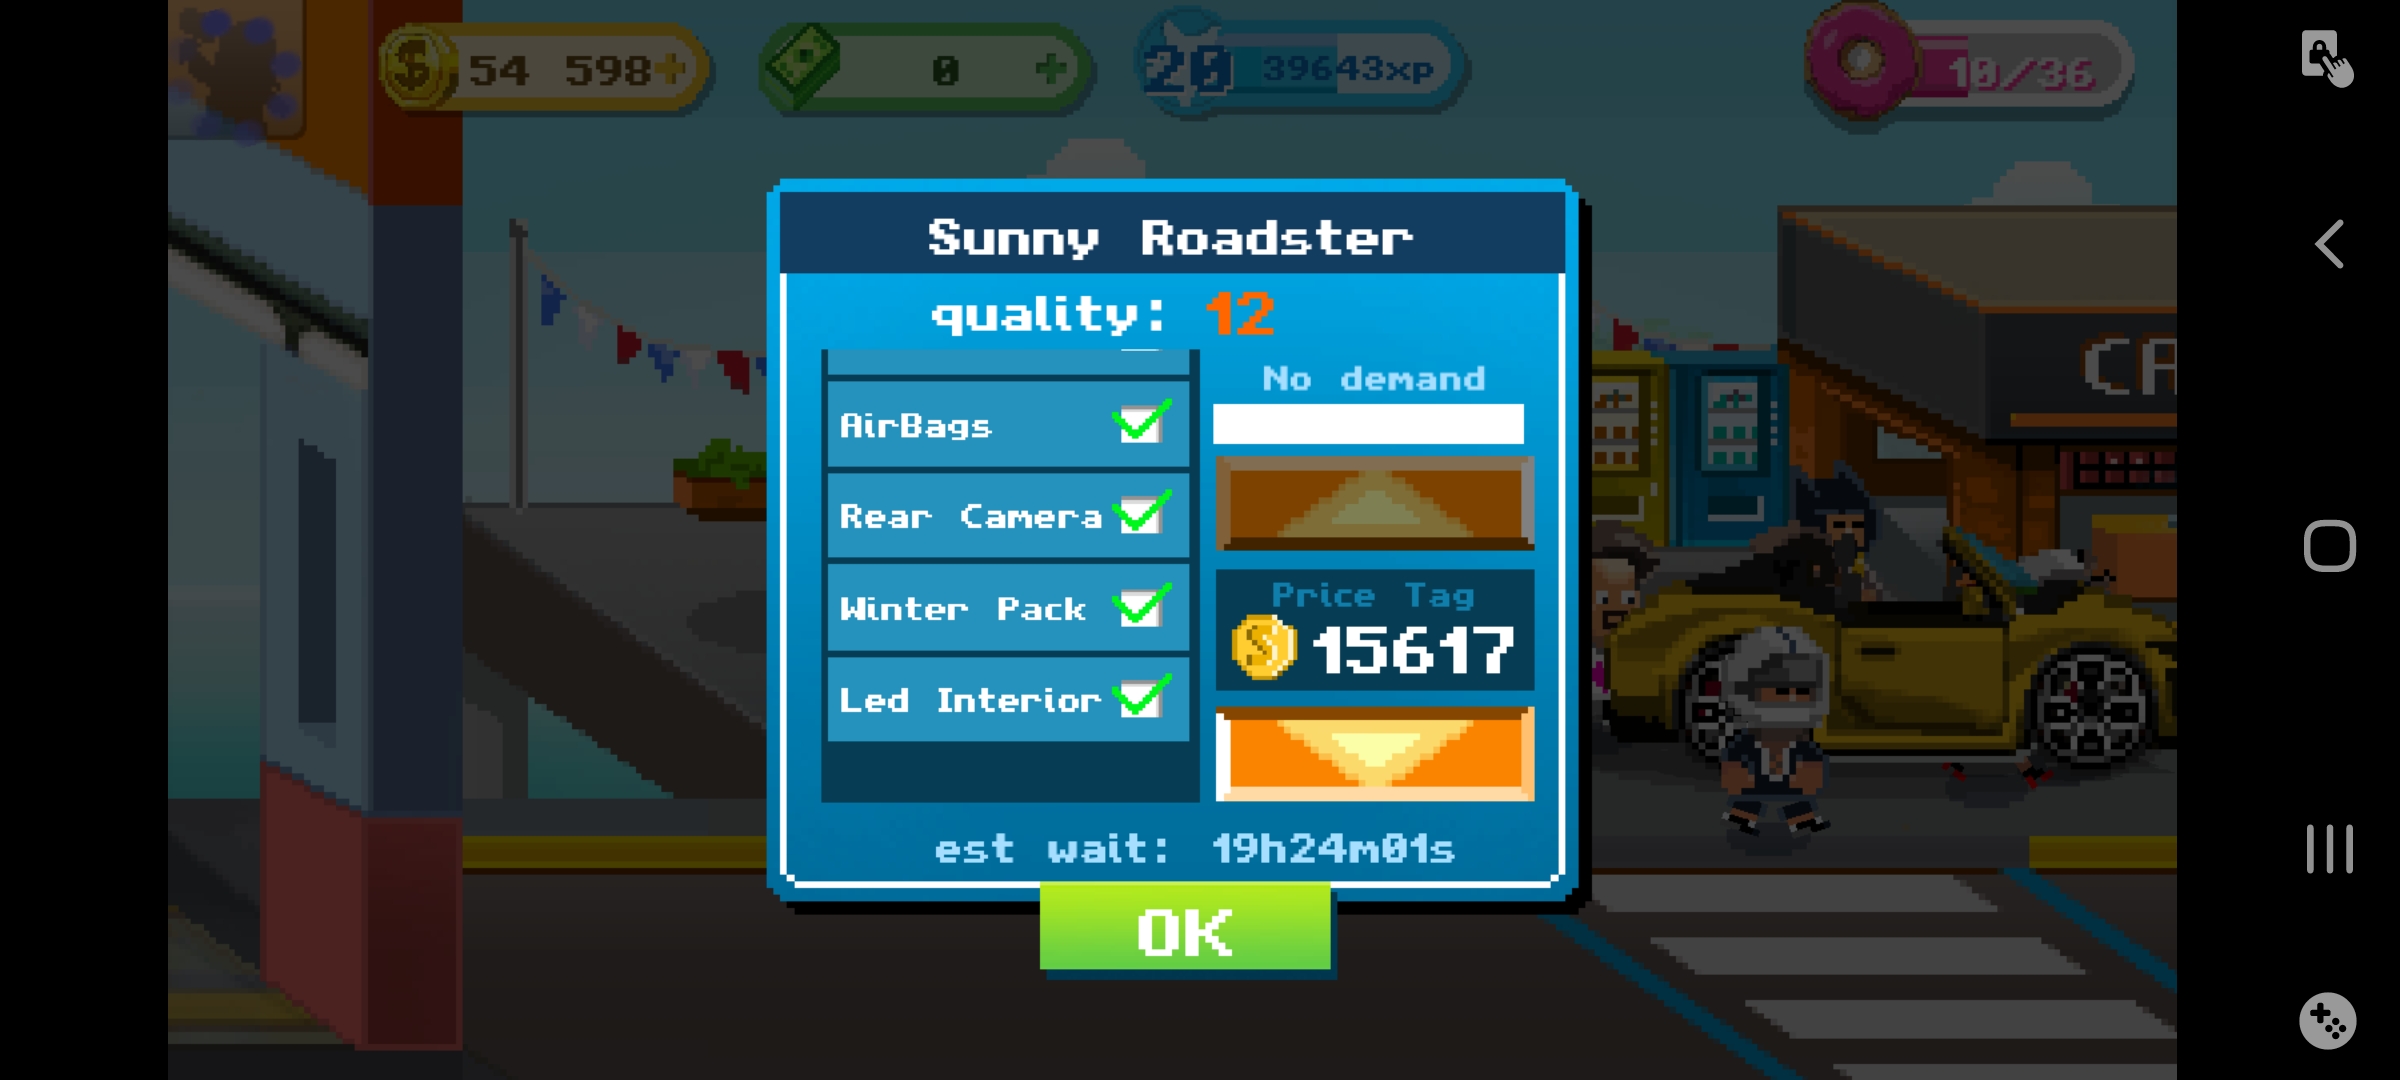 54 598+
0 +
20 39643xp
10/36
Sunny Roadster
quality: 12
AirBags
Rear Camera
Winter Pack
Led Interior
No demand
Price Tag
15617
est wait: 19h24m01s
OK
CA